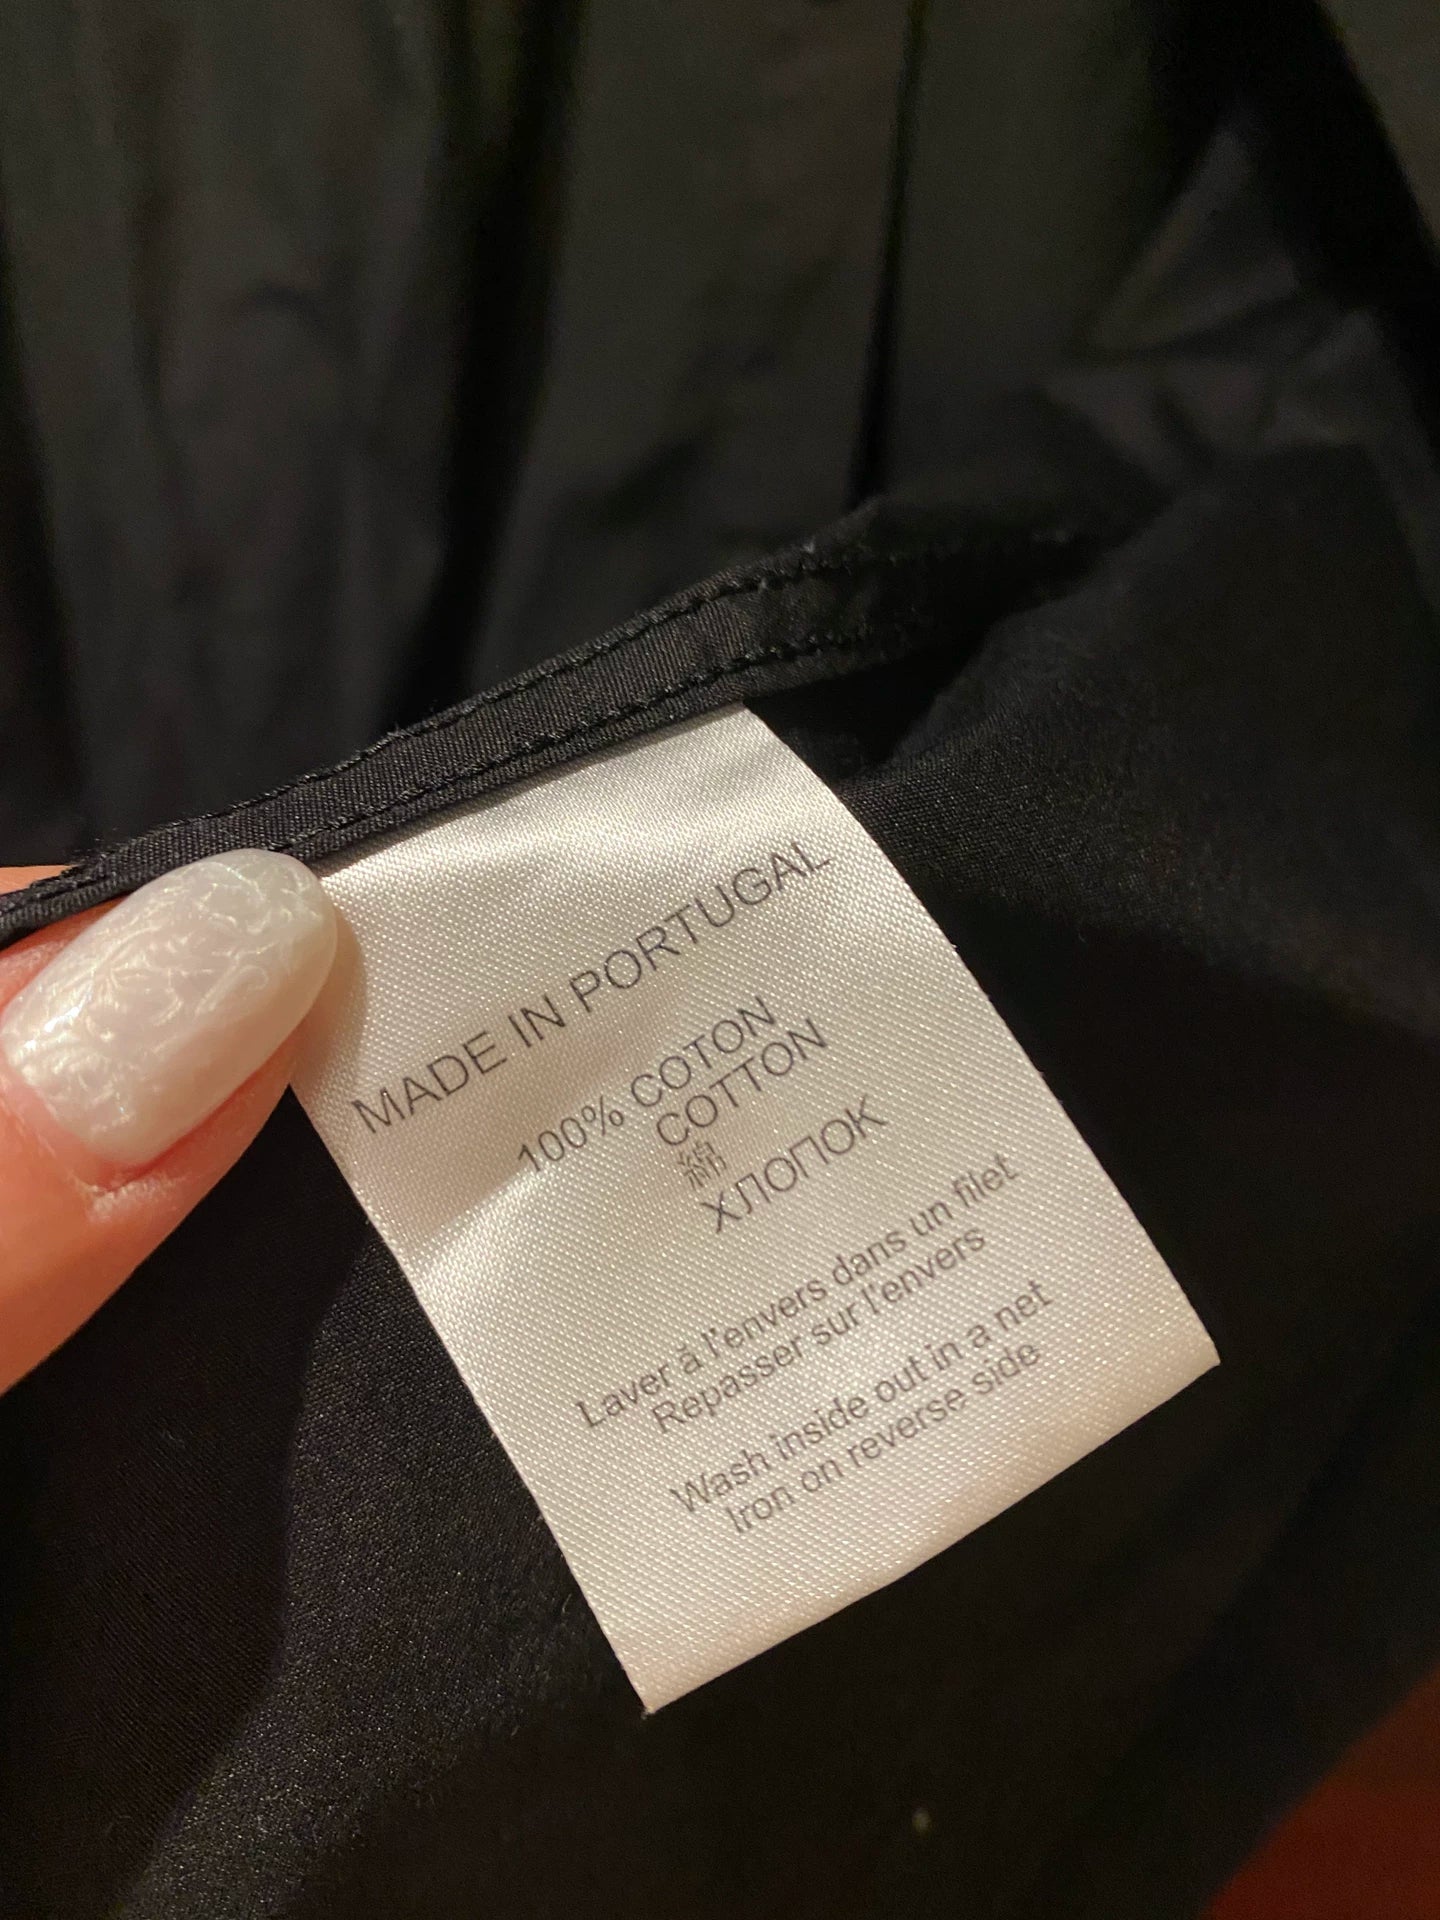 MADE IN PORTUGAL
100% COTON
COTTON
綿
ХЛОПОК
Laver à l'envers dans un filet
Repasser sur l'envers
Wash inside out in a net
Iron on reverse side